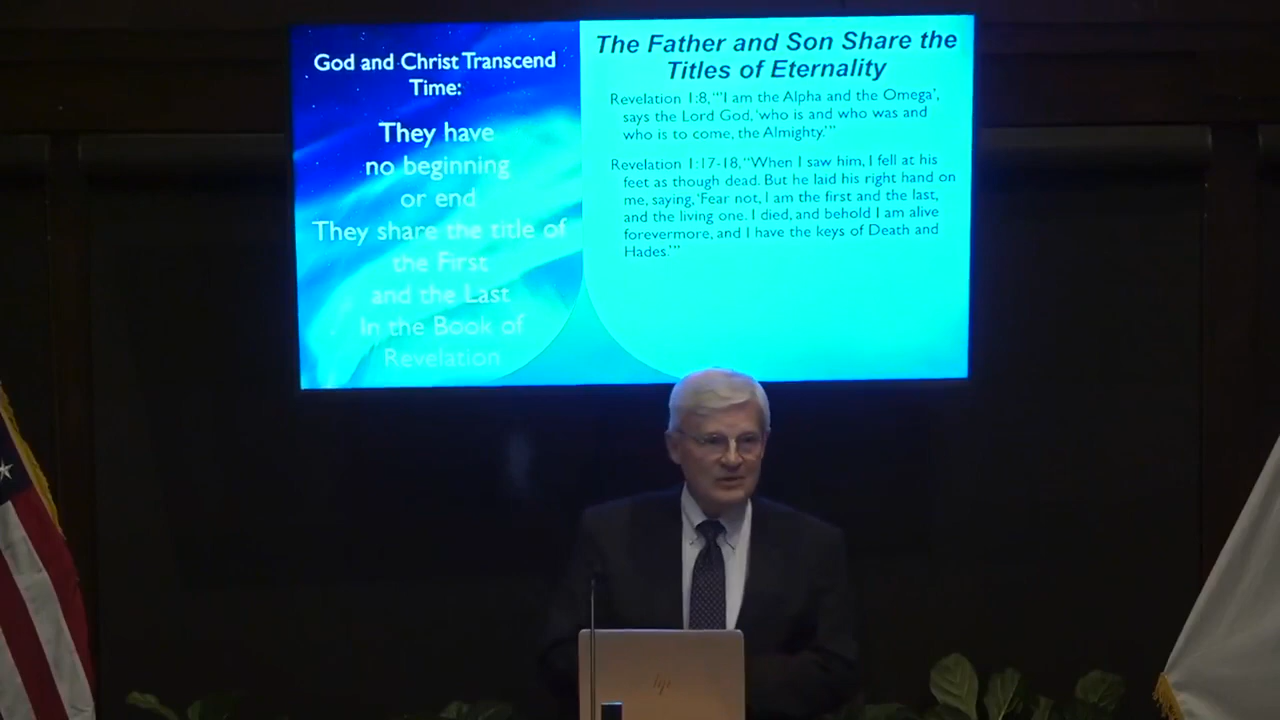 God and Christ Transcend
Time:
They have
no beginning
or end
They share the title of
the First
and the Last
In the Book of
Revelation
The Father and Son Share the
Titles of Eternality
Revelation 1:8, "'I am the Alpha and the Omega',
says the Lord God, 'who is and who was and
who is to come, the Almighty.'"
Revelation 1:17-18, "When I saw him, I fell at his
feet as though dead. But he laid his right hand on
me, saying, 'Fear not, I am the first and the last,
and the living one. I died, and behold I am alive
forevermore, and I have the keys of Death and
Hades.'"
hp